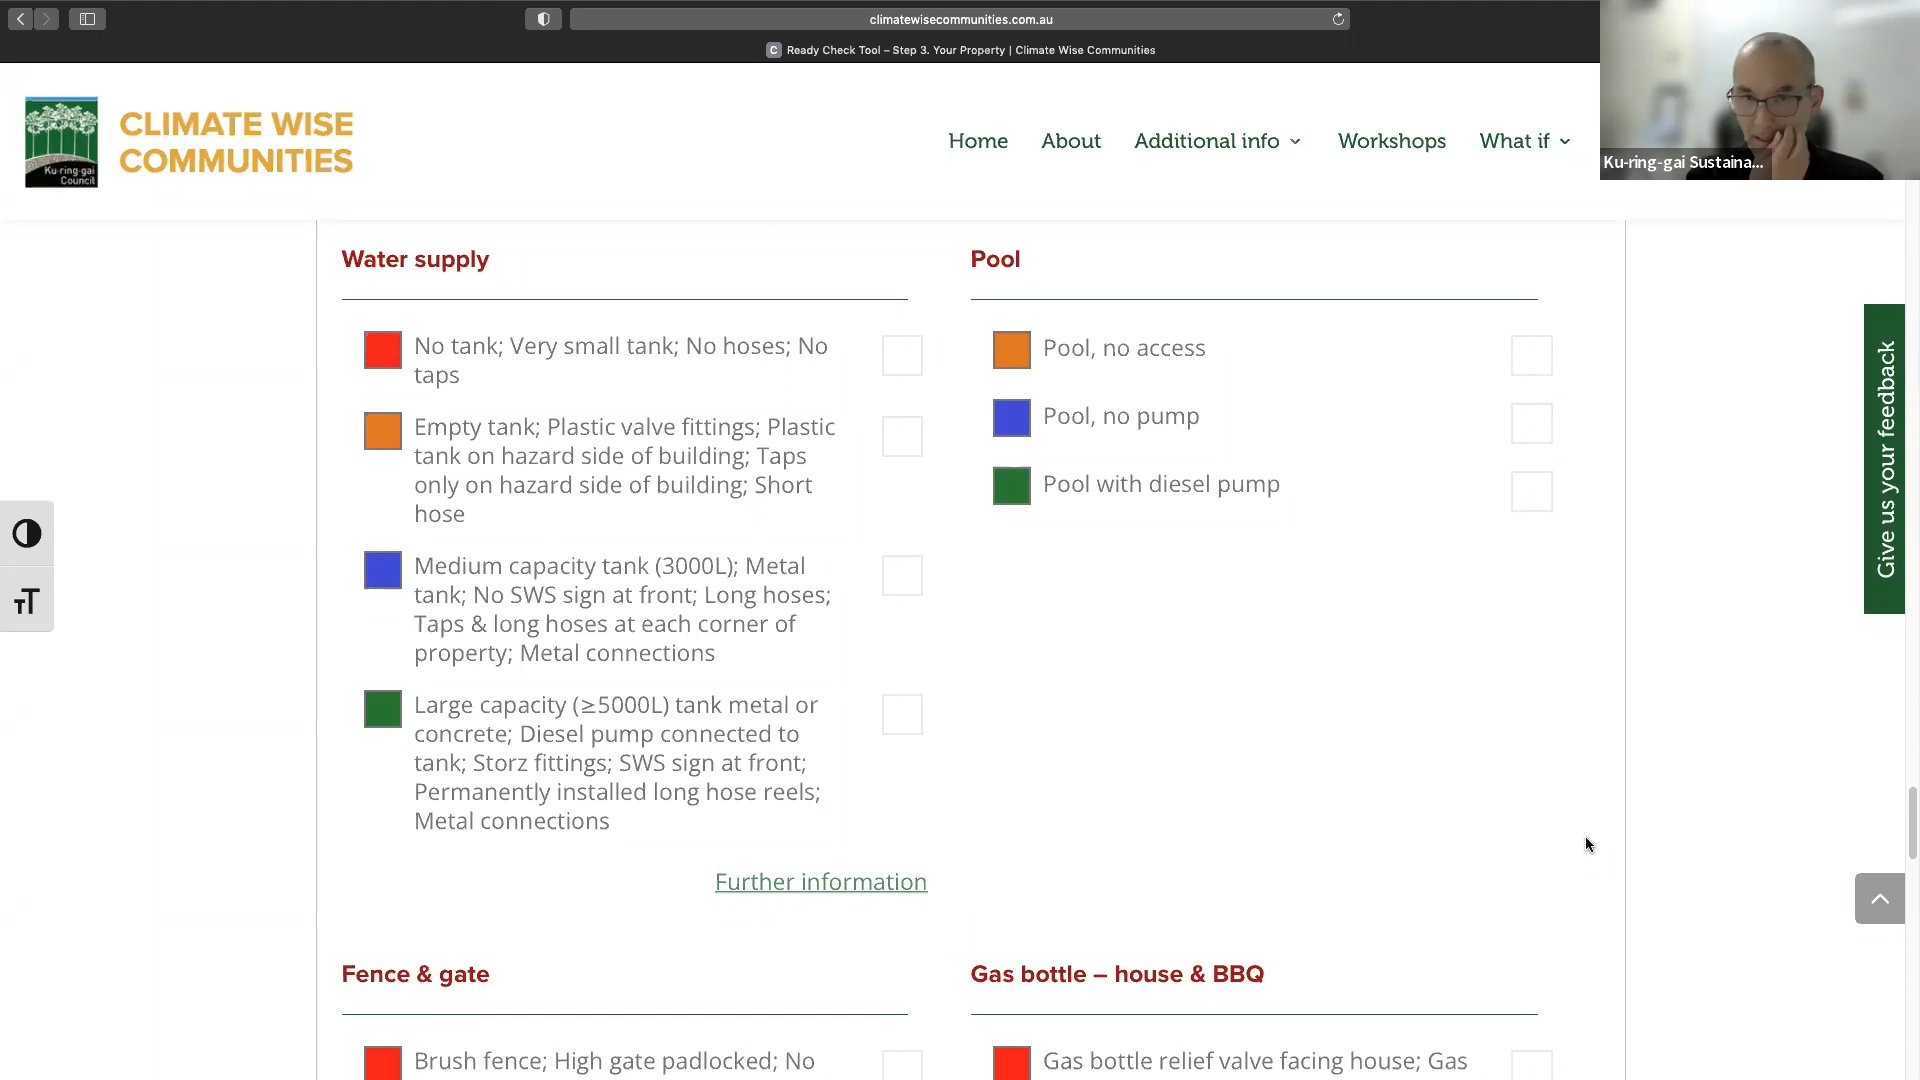 climatewisecommunities.com.au
C Ready Check Tool – Step 3. Your Property | Climate Wise Communities
Ku-ring-gai
Council
CLIMATE WISE
COMMUNITIES
Home
About
Additional info
Workshops
What if
Ku-ring-gai Sustaina...
Water supply
No tank; Very small tank; No hoses; No
taps
Empty tank; Plastic valve fittings; Plastic
tank on hazard side of building; Taps
only on hazard side of building; Short
hose
Medium capacity tank (3000L); Metal
tank; No SWS sign at front; Long hoses;
Taps & long hoses at each corner of
property; Metal connections
Large capacity (≥5000L) tank metal or
concrete; Diesel pump connected to
tank; Storz fittings; SWS sign at front;
Permanently installed long hose reels;
Metal connections
Further information
Pool
Pool, no access
Pool, no pump
Pool with diesel pump
Give us your feedback
TT
Fence & gate
Brush fence; High gate padlocked; No
Gas bottle – house & BBQ
Gas bottle relief valve facing house; Gas